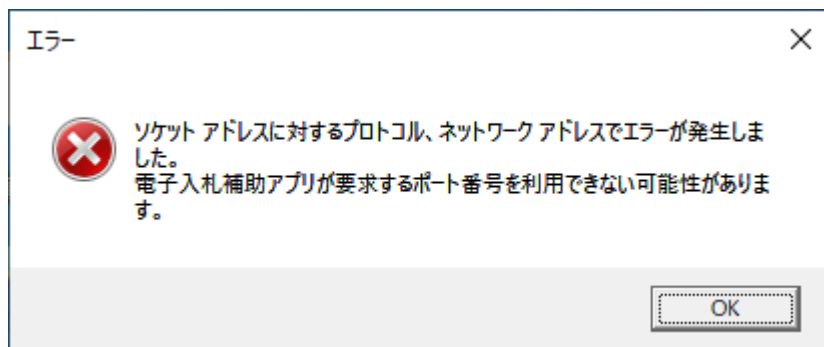 エラー
ソケット アドレスに対するプロトコル、ネットワーク アドレスでエラーが発生しま
した。
電子入札補助アプリが要求するポート番号を利用できない可能性がありま
す。
OK